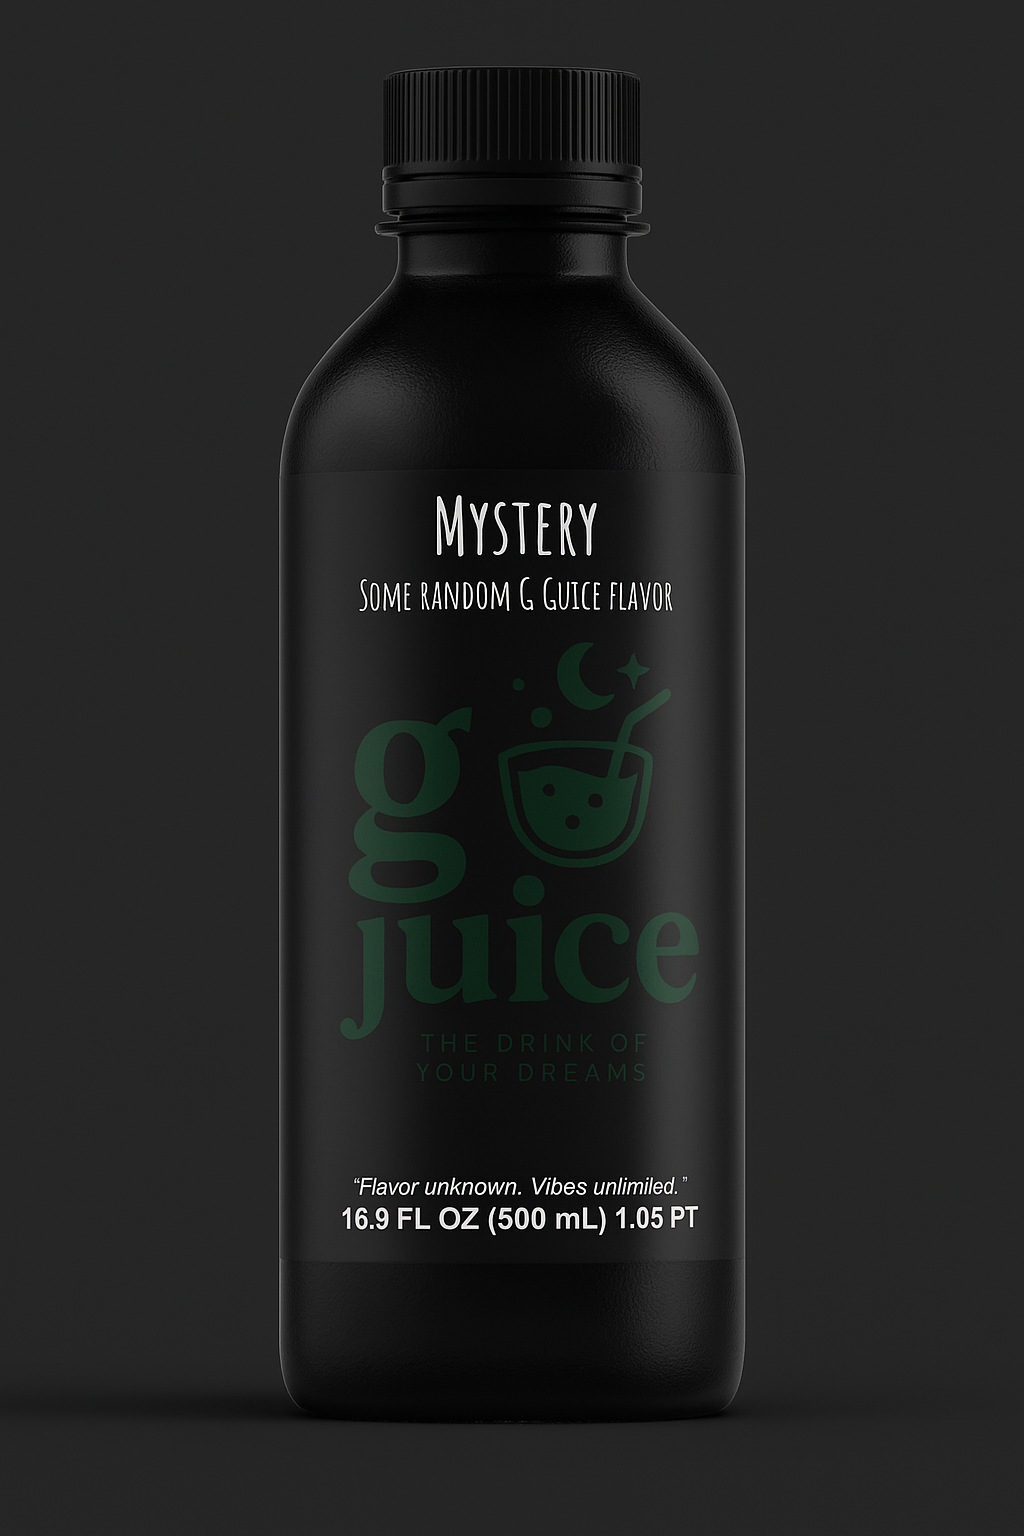 Mystery
Some random G Guice flavor
g
juice
THE DRINK OF
YOUR DREAMS
“Flavor unknown. Vibes unlimiled.”
16.9 FL OZ (500 mL) 1.05 PT